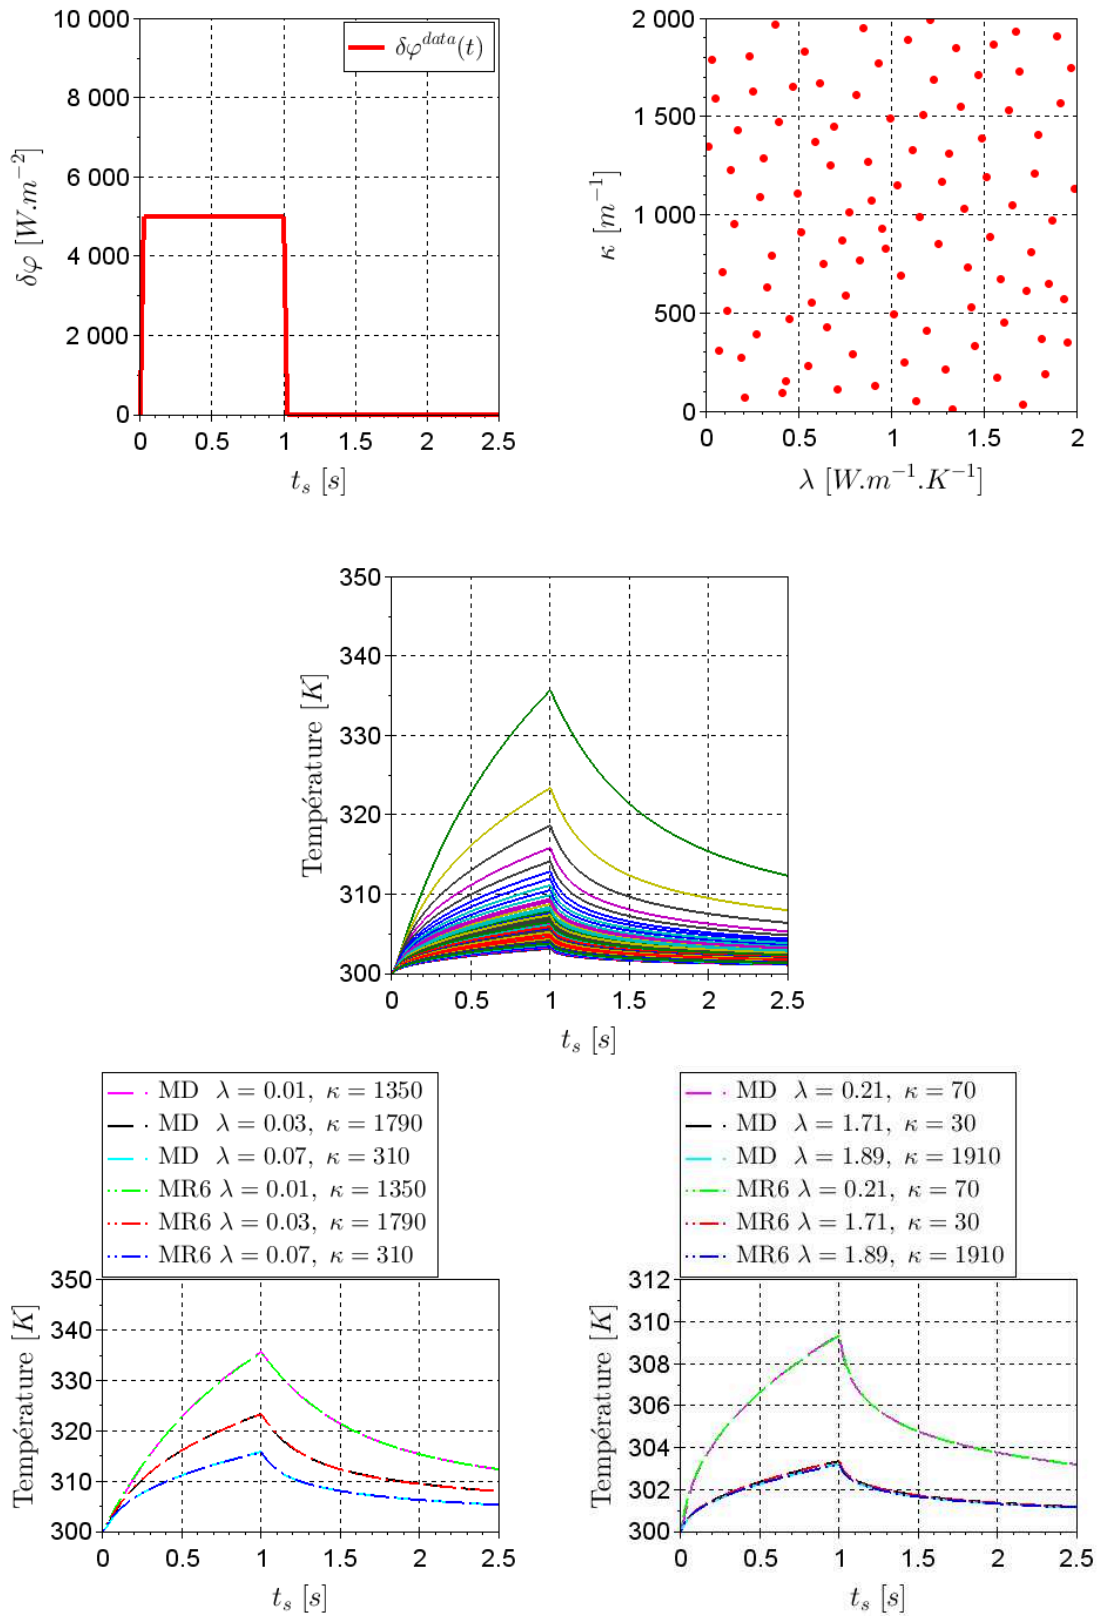 10 000
8 000
6 000
4 000
2 000
0
δφ [W.m⁻²]
δφᵈᵃᵗᵃ(t)
0 0.5 1 1.5 2 2.5
tₛ [s]
2 000
1 500
1 000
500
0
κ [m⁻¹]
0 0.5 1 1.5 2
λ [W.m⁻¹.K⁻¹]
350
340
330
320
310
300
Température [K]
0 0.5 1 1.5 2 2.5
tₛ [s]
MD λ = 0.01, κ = 1350
MD λ = 0.03, κ = 1790
MD λ = 0.07, κ = 310
MR6 λ = 0.01, κ = 1350
MR6 λ = 0.03, κ = 1790
MR6 λ = 0.07, κ = 310
350
340
330
320
310
300
Température [K]
0 0.5 1 1.5 2 2.5
tₛ [s]
MD λ = 0.21, κ = 70
MD λ = 1.71, κ = 30
MD λ = 1.89, κ = 1910
MR6 λ = 0.21, κ = 70
MR6 λ = 1.71, κ = 30
MR6 λ = 1.89, κ = 1910
312
310
308
306
304
302
300
Température [K]
0 0.5 1 1.5 2 2.5
tₛ [s]